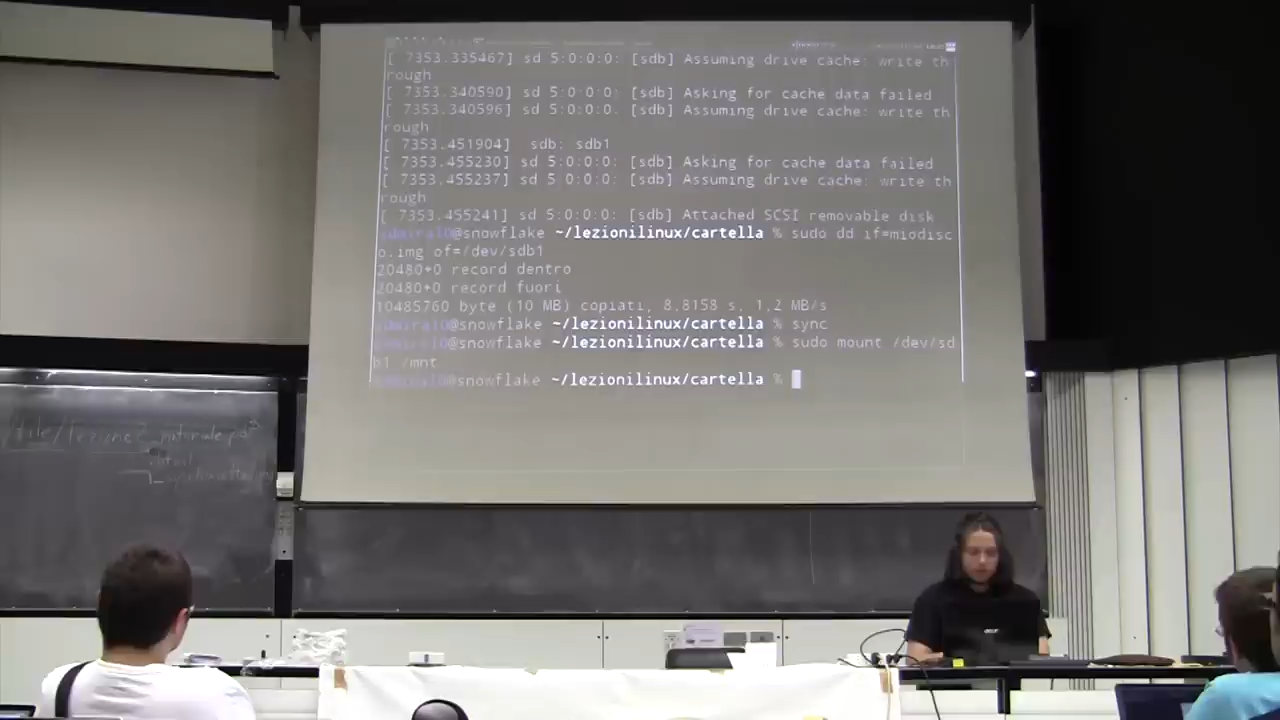 [ 7353.335467] sd 5:0:0:0: [sdb] Assuming drive cache: write th
rough
[ 7353.340590] sd 5:0:0:0: [sdb] Asking for cache data failed
[ 7353.340596] sd 5:0:0:0: [sdb] Assuming drive cache: write th
rough
[ 7353.451904]  sdb: sdb1
[ 7353.455230] sd 5:0:0:0: [sdb] Asking for cache data failed
[ 7353.455237] sd 5:0:0:0: [sdb] Assuming drive cache: write th
rough
[ 7353.455241] sd 5:0:0:0: [sdb] Attached SCSI removable disk
@snowflake ~/lezionilinux/cartella % sudo dd if=miodisc
o.img of=/dev/sdb1
20480+0 record dentro
20480+0 record fuori
10485760 byte (10 MB) copiati, 8,8158 s, 1,2 MB/s
@snowflake ~/lezionilinux/cartella % sync
@snowflake ~/lezionilinux/cartella % sudo mount /dev/sd
b1 /mnt
@snowflake ~/lezionilinux/cartella %
acer